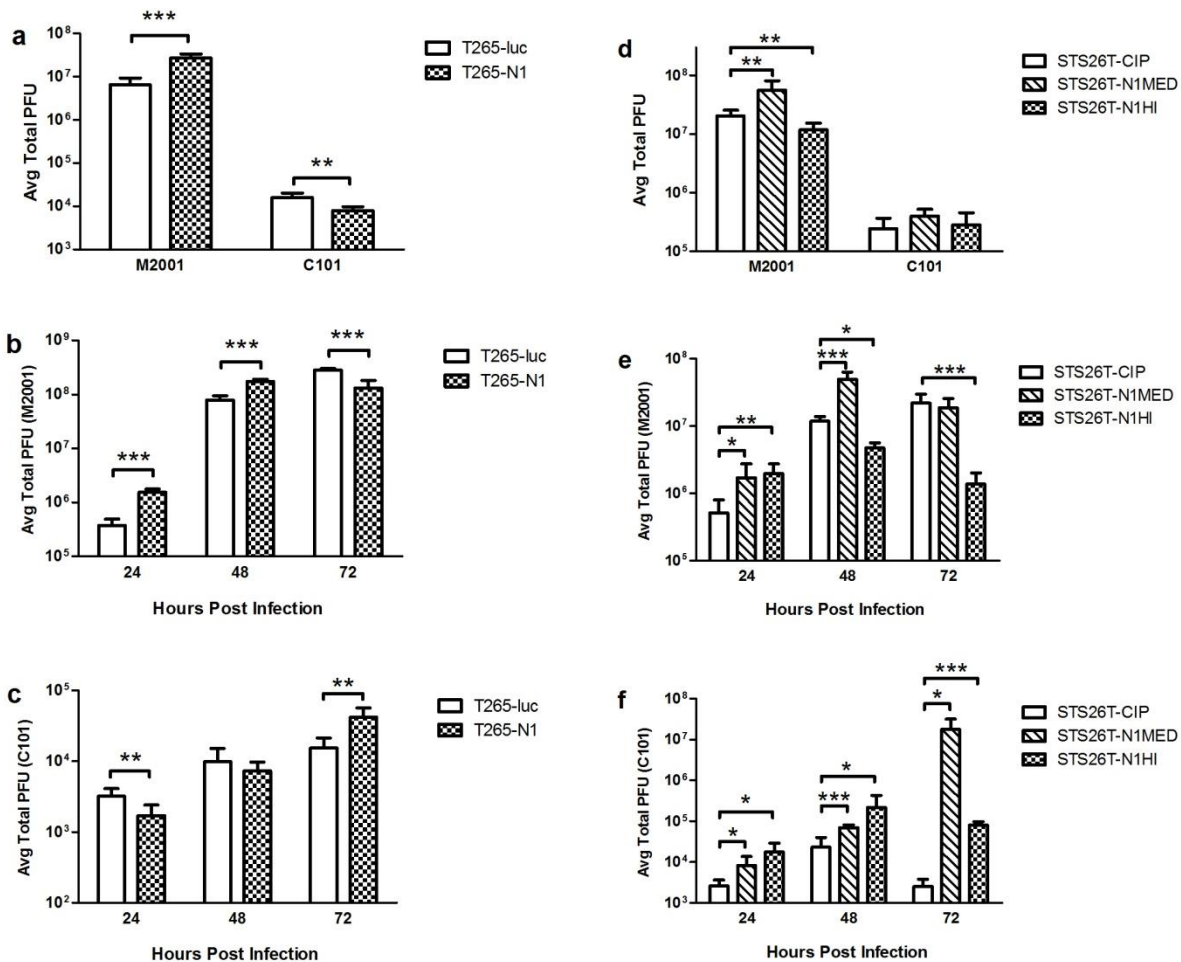 a
Avg Total PFU
10^8
10^7
10^6
10^5
10^4
10^3
***
**
M2001 C101
T265-luc
T265-N1
d
Avg Total PFU
10^8
10^7
10^6
10^5
**
**
M2001 C101
STS26T-CIP
STS26T-N1MED
STS26T-N1HI
b
Avg Total PFU (M2001)
10^9
10^8
10^7
10^6
10^5
***
***
***
24 48 72
Hours Post Infection
T265-luc
T265-N1
e
Avg Total PFU (M2001)
10^8
10^7
10^6
10^5
**
*
*
***
***
24 48 72
Hours Post Infection
STS26T-CIP
STS26T-N1MED
STS26T-N1HI
c
Avg Total PFU (C101)
10^5
10^4
10^3
10^2
**
**
24 48 72
Hours Post Infection
T265-luc
T265-N1
f
Avg Total PFU (C101)
10^8
10^7
10^6
10^5
10^4
10^3
*
*
*
***
***
*
24 48 72
Hours Post Infection
STS26T-CIP
STS26T-N1MED
STS26T-N1HI